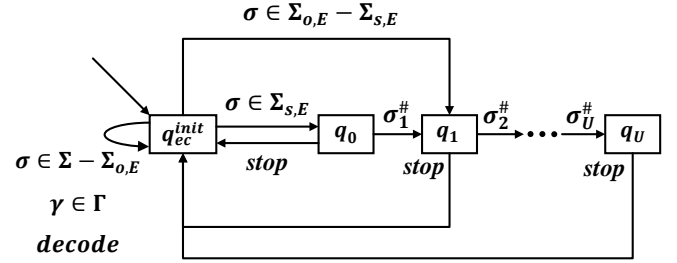 σ ∈ Σ_{o,E} − Σ_{s,E}
σ ∈ Σ_{s,E}
σ_1^# σ_2^# σ_U^#
q_{ec}^{init} q_0 q_1 ••• q_U
stop stop stop
σ ∈ Σ − Σ_{o,E}
γ ∈ Γ
decode